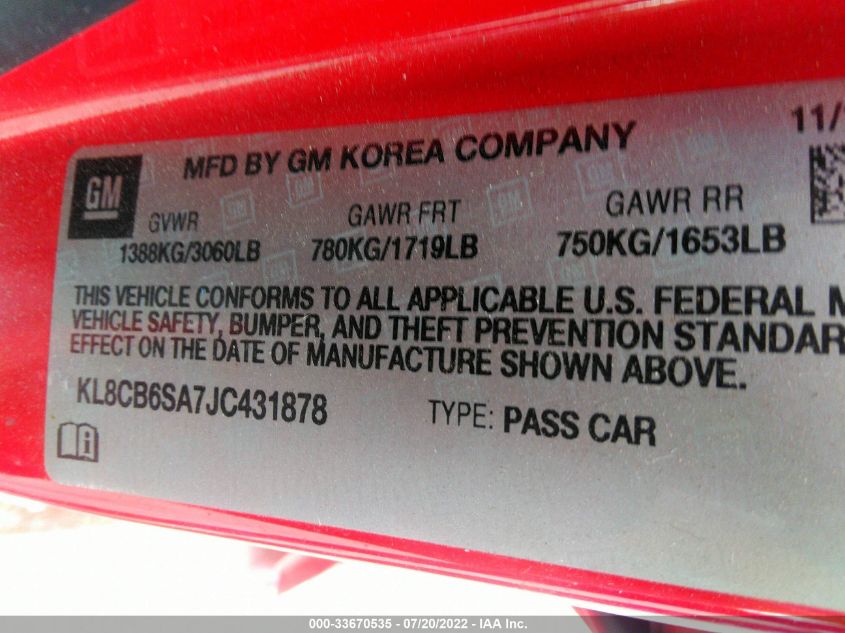 MFD BY GM KOREA COMPANY 11/
GM
GVWR GAWR FRT GAWR RR
1388KG/3060LB 780KG/1719LB 750KG/1653LB
THIS VEHICLE CONFORMS TO ALL APPLICABLE U.S. FEDERAL M
VEHICLE SAFETY, BUMPER, AND THEFT PREVENTION STANDAR
EFFECT ON THE DATE OF MANUFACTURE SHOWN ABOVE.
KL8CB6SA7JC431878 TYPE: PASS CAR
000-33670535 - 07/20/2022 - IAA Inc.